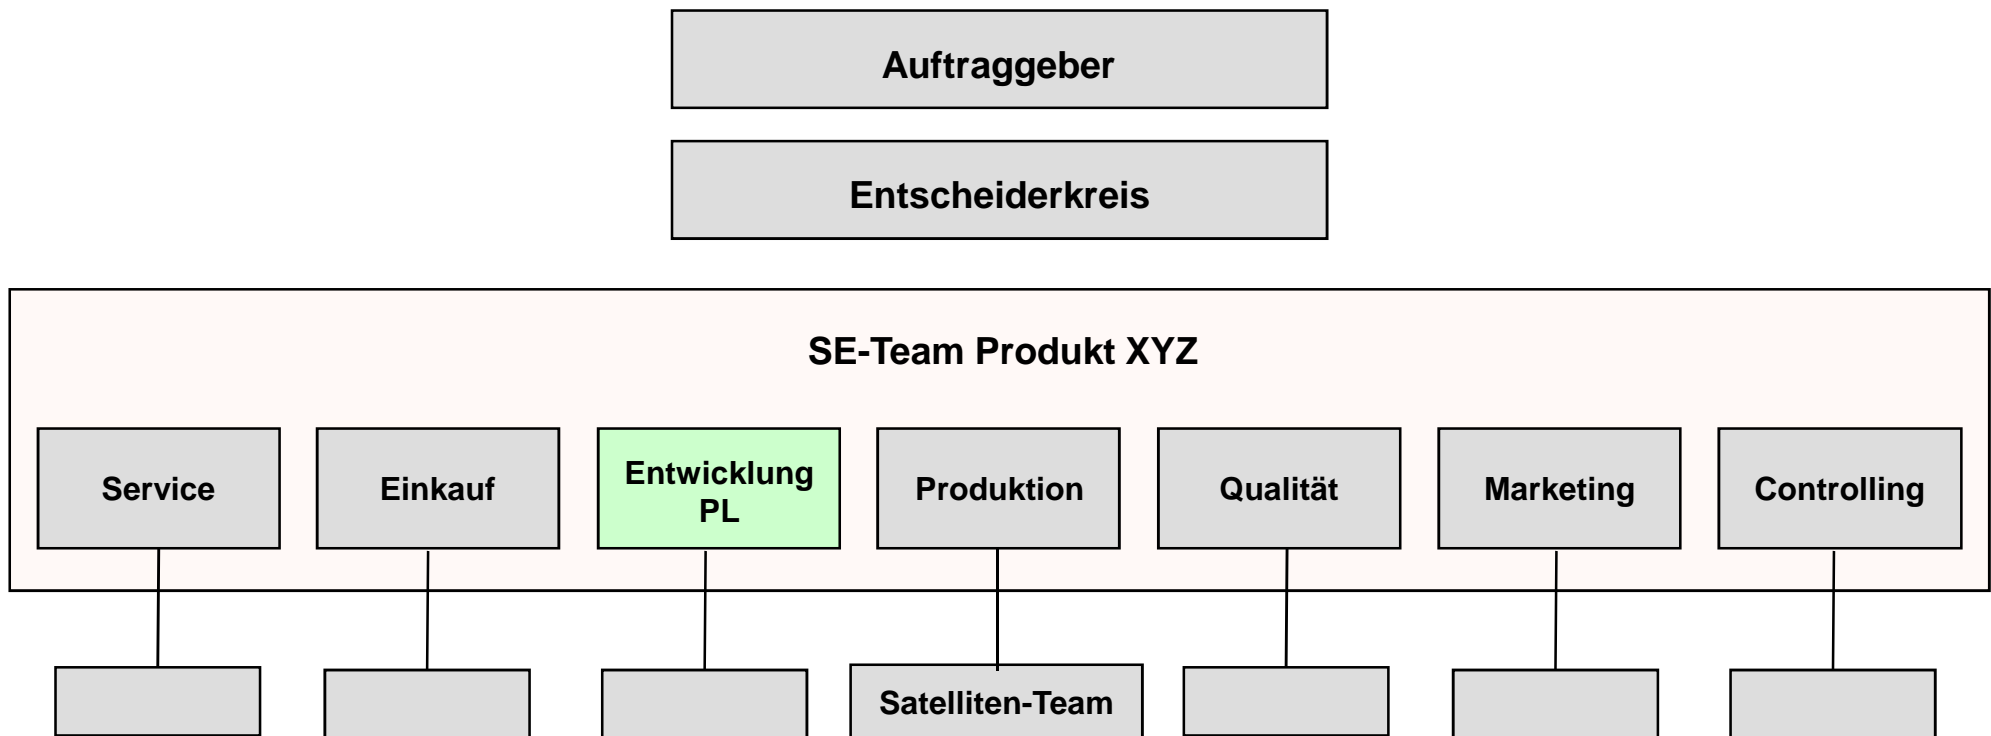 Auftraggeber
Entscheiderkreis
SE-Team Produkt XYZ
Service
Einkauf
Entwicklung
PL
Produktion
Qualität
Marketing
Controlling
Satelliten-Team